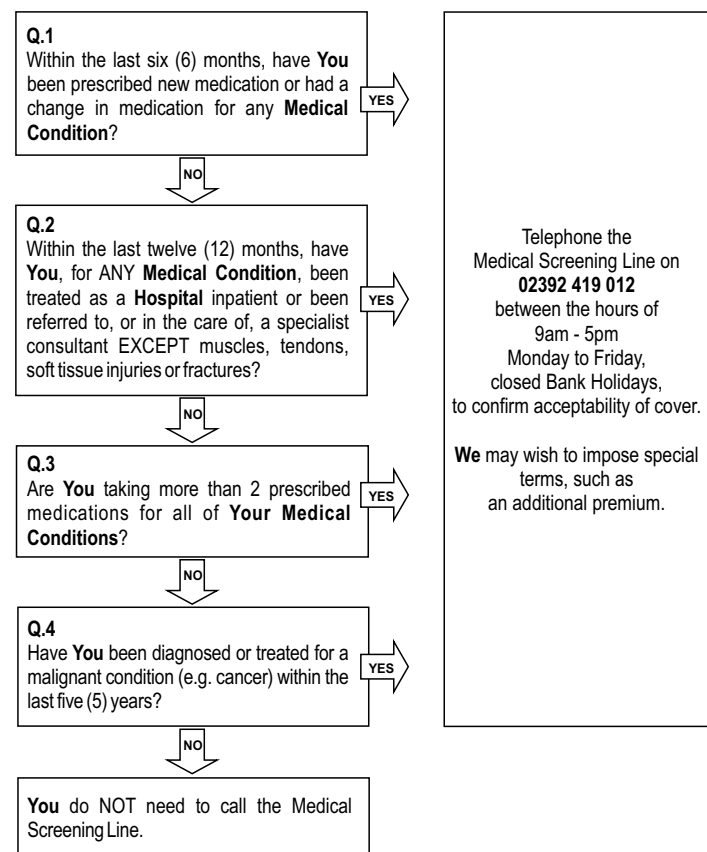 Q.1
Within the last six (6) months, have You
been prescribed new medication or had a
change in medication for any Medical
Condition?
YES
NO
Q.2
Within the last twelve (12) months, have
You, for ANY Medical Condition, been
treated as a Hospital inpatient or been
referred to, or in the care of, a specialist
consultant EXCEPT muscles, tendons,
soft tissue injuries or fractures?
YES
NO
Q.3
Are You taking more than 2 prescribed
medications for all of Your Medical
Conditions?
YES
NO
Q.4
Have You been diagnosed or treated for a
malignant condition (e.g. cancer) within the
last five (5) years?
YES
NO
You do NOT need to call the Medical
Screening Line.
Telephone the
Medical Screening Line on
02392 419 012
between the hours of
9am - 5pm
Monday to Friday,
closed Bank Holidays,
to confirm acceptability of cover.
We may wish to impose special
terms, such as
an additional premium.